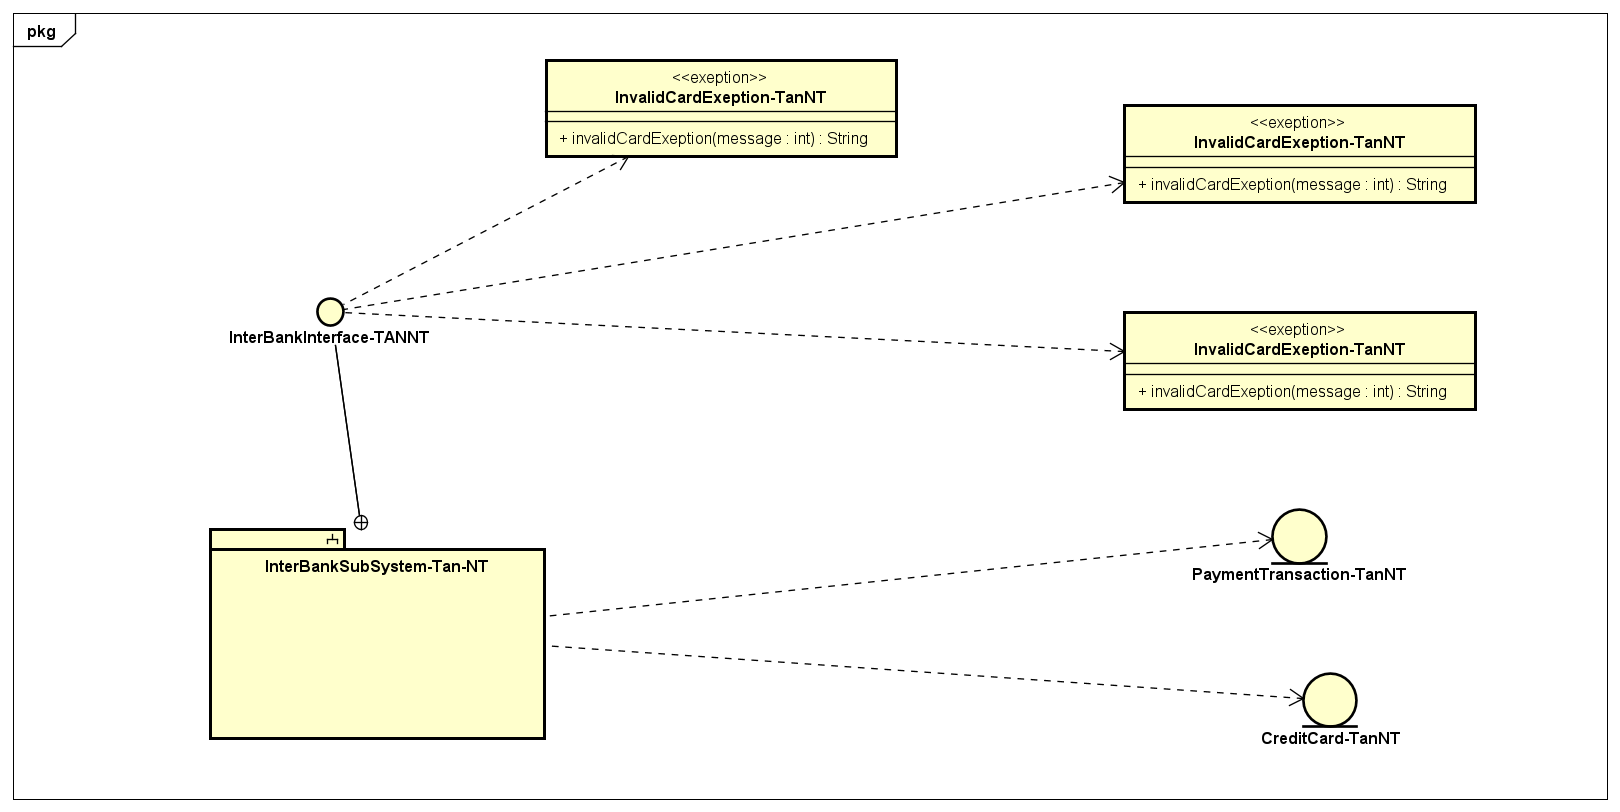 pkg
<<exeption>>
InvalidCardExeption-TanNT
+ invalidCardExeption(message : int) : String
<<exeption>>
InvalidCardExeption-TanNT
+ invalidCardExeption(message : int) : String
InterBankInterface-TANNT
<<exeption>>
InvalidCardExeption-TanNT
+ invalidCardExeption(message : int) : String
InterBankSubSystem-Tan-NT
PaymentTransaction-TanNT
CreditCard-TanNT